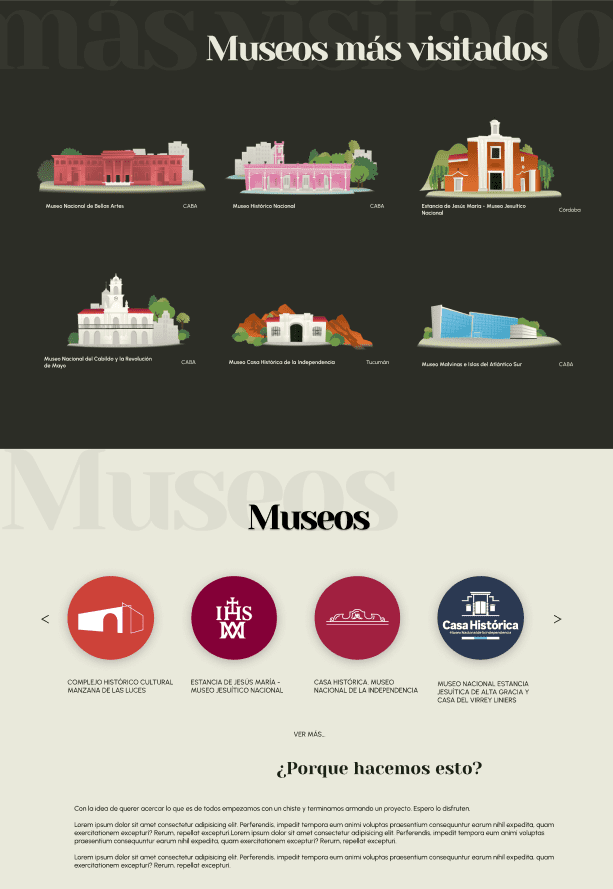 más visitado
Museos más visitados
Museo Nacional de Bellas Artes
CABA
Museo Histórico Nacional
CABA
Estancia de Jesús María - Museo Jesuítico
Nacional
Córdoba
Museo Nacional del Cabildo y la Revolución
de Mayo
CABA
Museo Casa Histórica de la Independencia
Tucumán
Museo Malvinas e Islas del Atlántico Sur
CABA
Museos
Museos
<
IHS
Casa Histórica
Museo Nacional de la Independencia
>
COMPLEJO HISTÓRICO CULTURAL
MANZANA DE LAS LUCES
ESTANCIA DE JESÚS MARÍA -
MUSEO JESUÍTICO NACIONAL
CASA HISTÓRICA. MUSEO
NACIONAL DE LA INDEPENDENCIA
MUSEO NACIONAL ESTANCIA
JESUÍTICA DE ALTA GRACIA Y
CASA DEL VIRREY LINIERS
VER MÁS...
¿Porque hacemos esto?
Con la idea de querer acercar lo que es de todos empezamos con un chiste y terminamos armando un proyecto. Espero lo disfruten.
Lorem ipsum dolor sit amet consectetur adipisicing elit. Perferendis, impedit tempora eum animi voluptas praesentium consequuntur earum nihil expedita, quam
exercitationem excepturi? Rerum, repellat excepturi.Lorem ipsum dolor sit amet consectetur adipisicing elit. Perferendis, impedit tempora eum animi voluptas
praesentium consequuntur earum nihil expedita, quam exercitationem excepturi? Rerum, repellat excepturi.
Lorem ipsum dolor sit amet consectetur adipisicing elit. Perferendis, impedit tempora eum animi voluptas praesentium consequuntur earum nihil expedita, quam
exercitationem excepturi? Rerum, repellat excepturi.